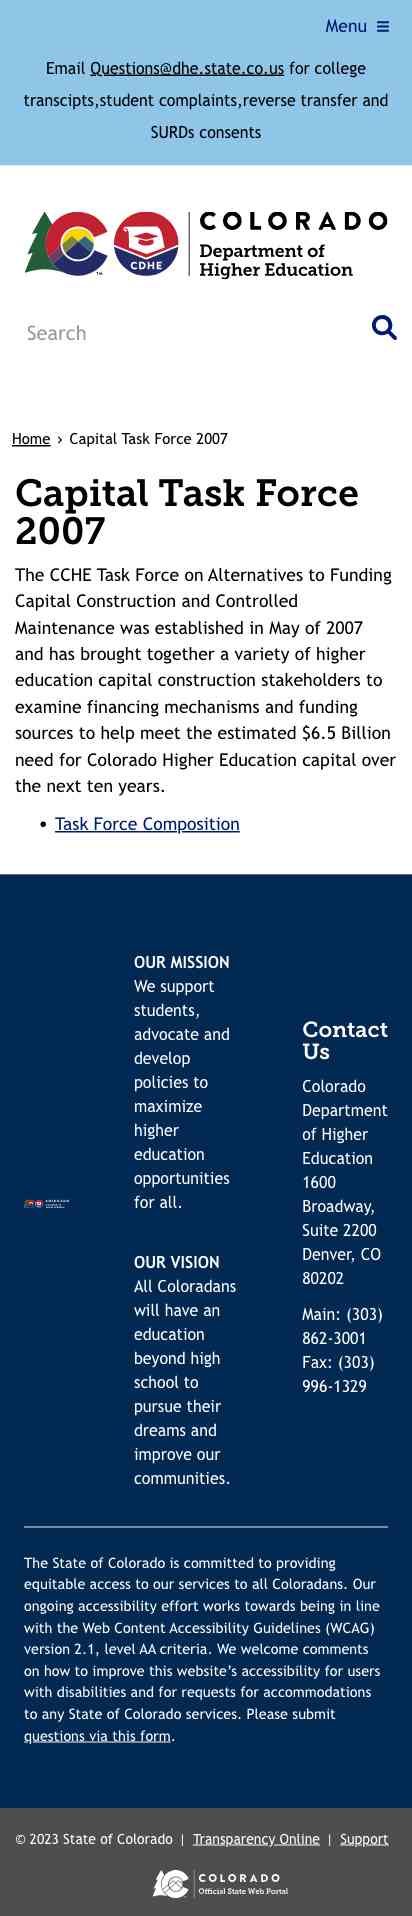 Menu
Email Questions@dhe.state.co.us for college
transcipts,student complaints,reverse transfer and
SURDs consents
COLORADO
Department of
Higher Education
CDHE
TM
Search
Home › Capital Task Force 2007
Capital Task Force
2007
The CCHE Task Force on Alternatives to Funding
Capital Construction and Controlled
Maintenance was established in May of 2007
and has brought together a variety of higher
education capital construction stakeholders to
examine financing mechanisms and funding
sources to help meet the estimated $6.5 Billion
need for Colorado Higher Education capital over
the next ten years.
• Task Force Composition
OUR MISSION
We support
students,
advocate and
develop
policies to
maximize
higher
education
opportunities
for all.
OUR VISION
All Coloradans
will have an
education
beyond high
school to
pursue their
dreams and
improve our
communities.
Contact
Us
Colorado
Department
of Higher
Education
1600
Broadway,
Suite 2200
Denver, CO
80202
Main: (303)
862-3001
Fax: (303)
996-1329
The State of Colorado is committed to providing
equitable access to our services to all Coloradans. Our
ongoing accessibility effort works towards being in line
with the Web Content Accessibility Guidelines (WCAG)
version 2.1, level AA criteria. We welcome comments
on how to improve this website's accessibility for users
with disabilities and for requests for accommodations
to any State of Colorado services. Please submit
questions via this form.
© 2023 State of Colorado | Transparency Online | Support
COLORADO
Official State Web Portal